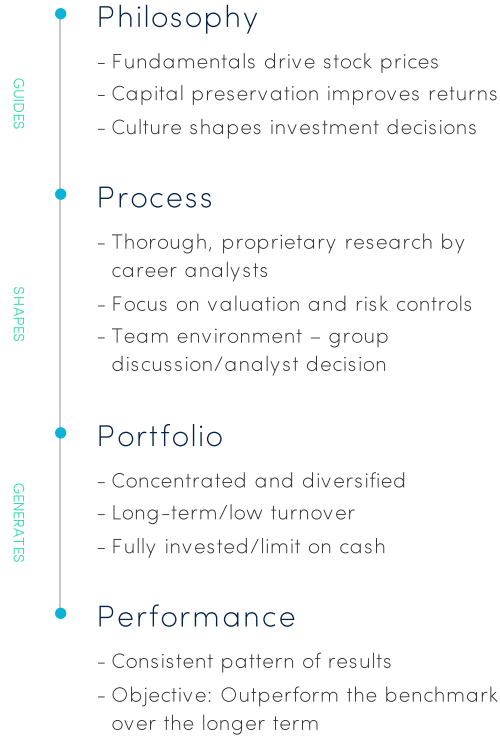 Philosophy
- Fundamentals drive stock prices
- Capital preservation improves returns
- Culture shapes investment decisions
GUIDES
Process
- Thorough, proprietary research by
career analysts
- Focus on valuation and risk controls
- Team environment – group
discussion/analyst decision
SHAPES
Portfolio
- Concentrated and diversified
- Long-term/low turnover
- Fully invested/limit on cash
GENERATES
Performance
- Consistent pattern of results
- Objective: Outperform the benchmark
over the longer term